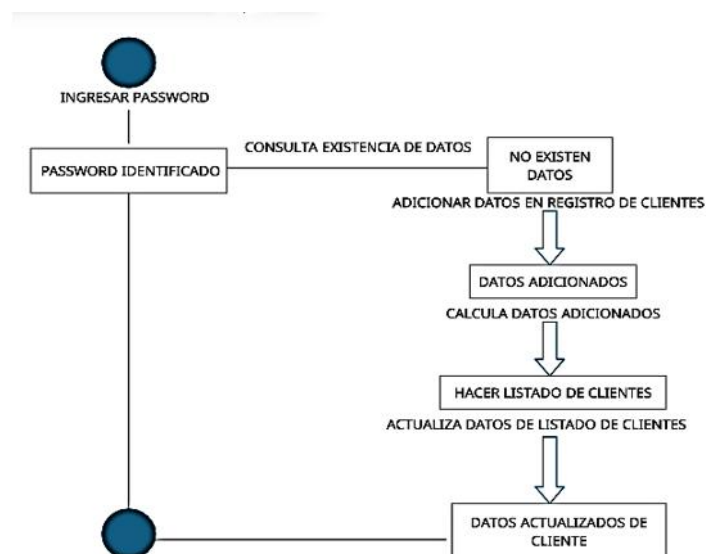 INGRESAR PASSWORD
PASSWORD IDENTIFICADO
CONSULTA EXISTENCIA DE DATOS
NO EXISTEN
DATOS
ADICIONAR DATOS EN REGISTRO DE CLIENTES
DATOS ADICIONADOS
CALCULA DATOS ADICIONADOS
HACER LISTADO DE CLIENTES
ACTUALIZA DATOS DE LISTADO DE CLIENTES
DATOS ACTUALIZADOS DE
CLIENTE